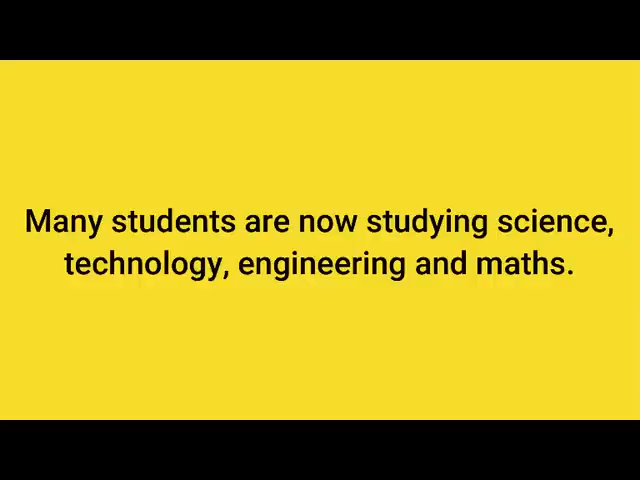 Many students are now studying science,
technology, engineering and maths.